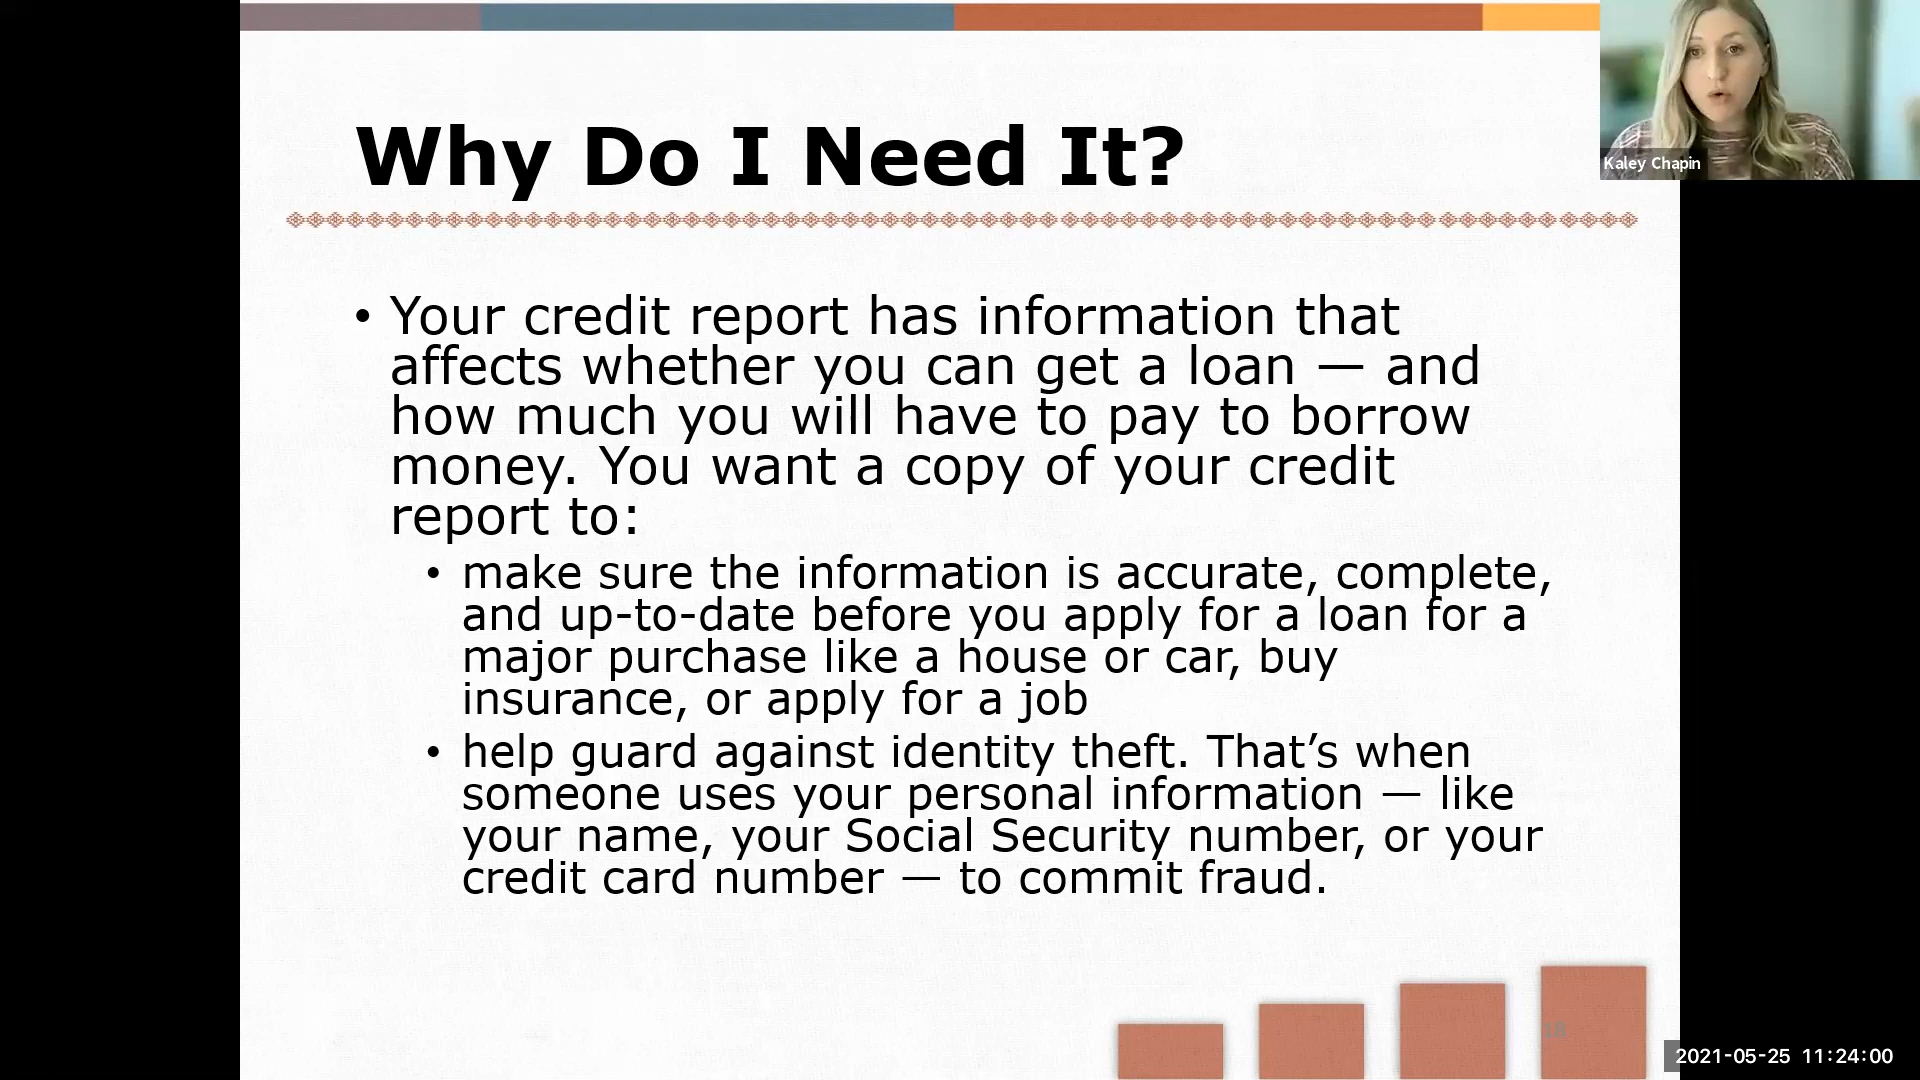 Why Do I Need It?
Kaley Chapin
• Your credit report has information that
affects whether you can get a loan — and
how much you will have to pay to borrow
money. You want a copy of your credit
report to:
• make sure the information is accurate, complete,
and up-to-date before you apply for a loan for a
major purchase like a house or car, buy
insurance, or apply for a job
• help guard against identity theft. That’s when
someone uses your personal information — like
your name, your Social Security number, or your
credit card number — to commit fraud.
18
2021-05-25 11:24:00